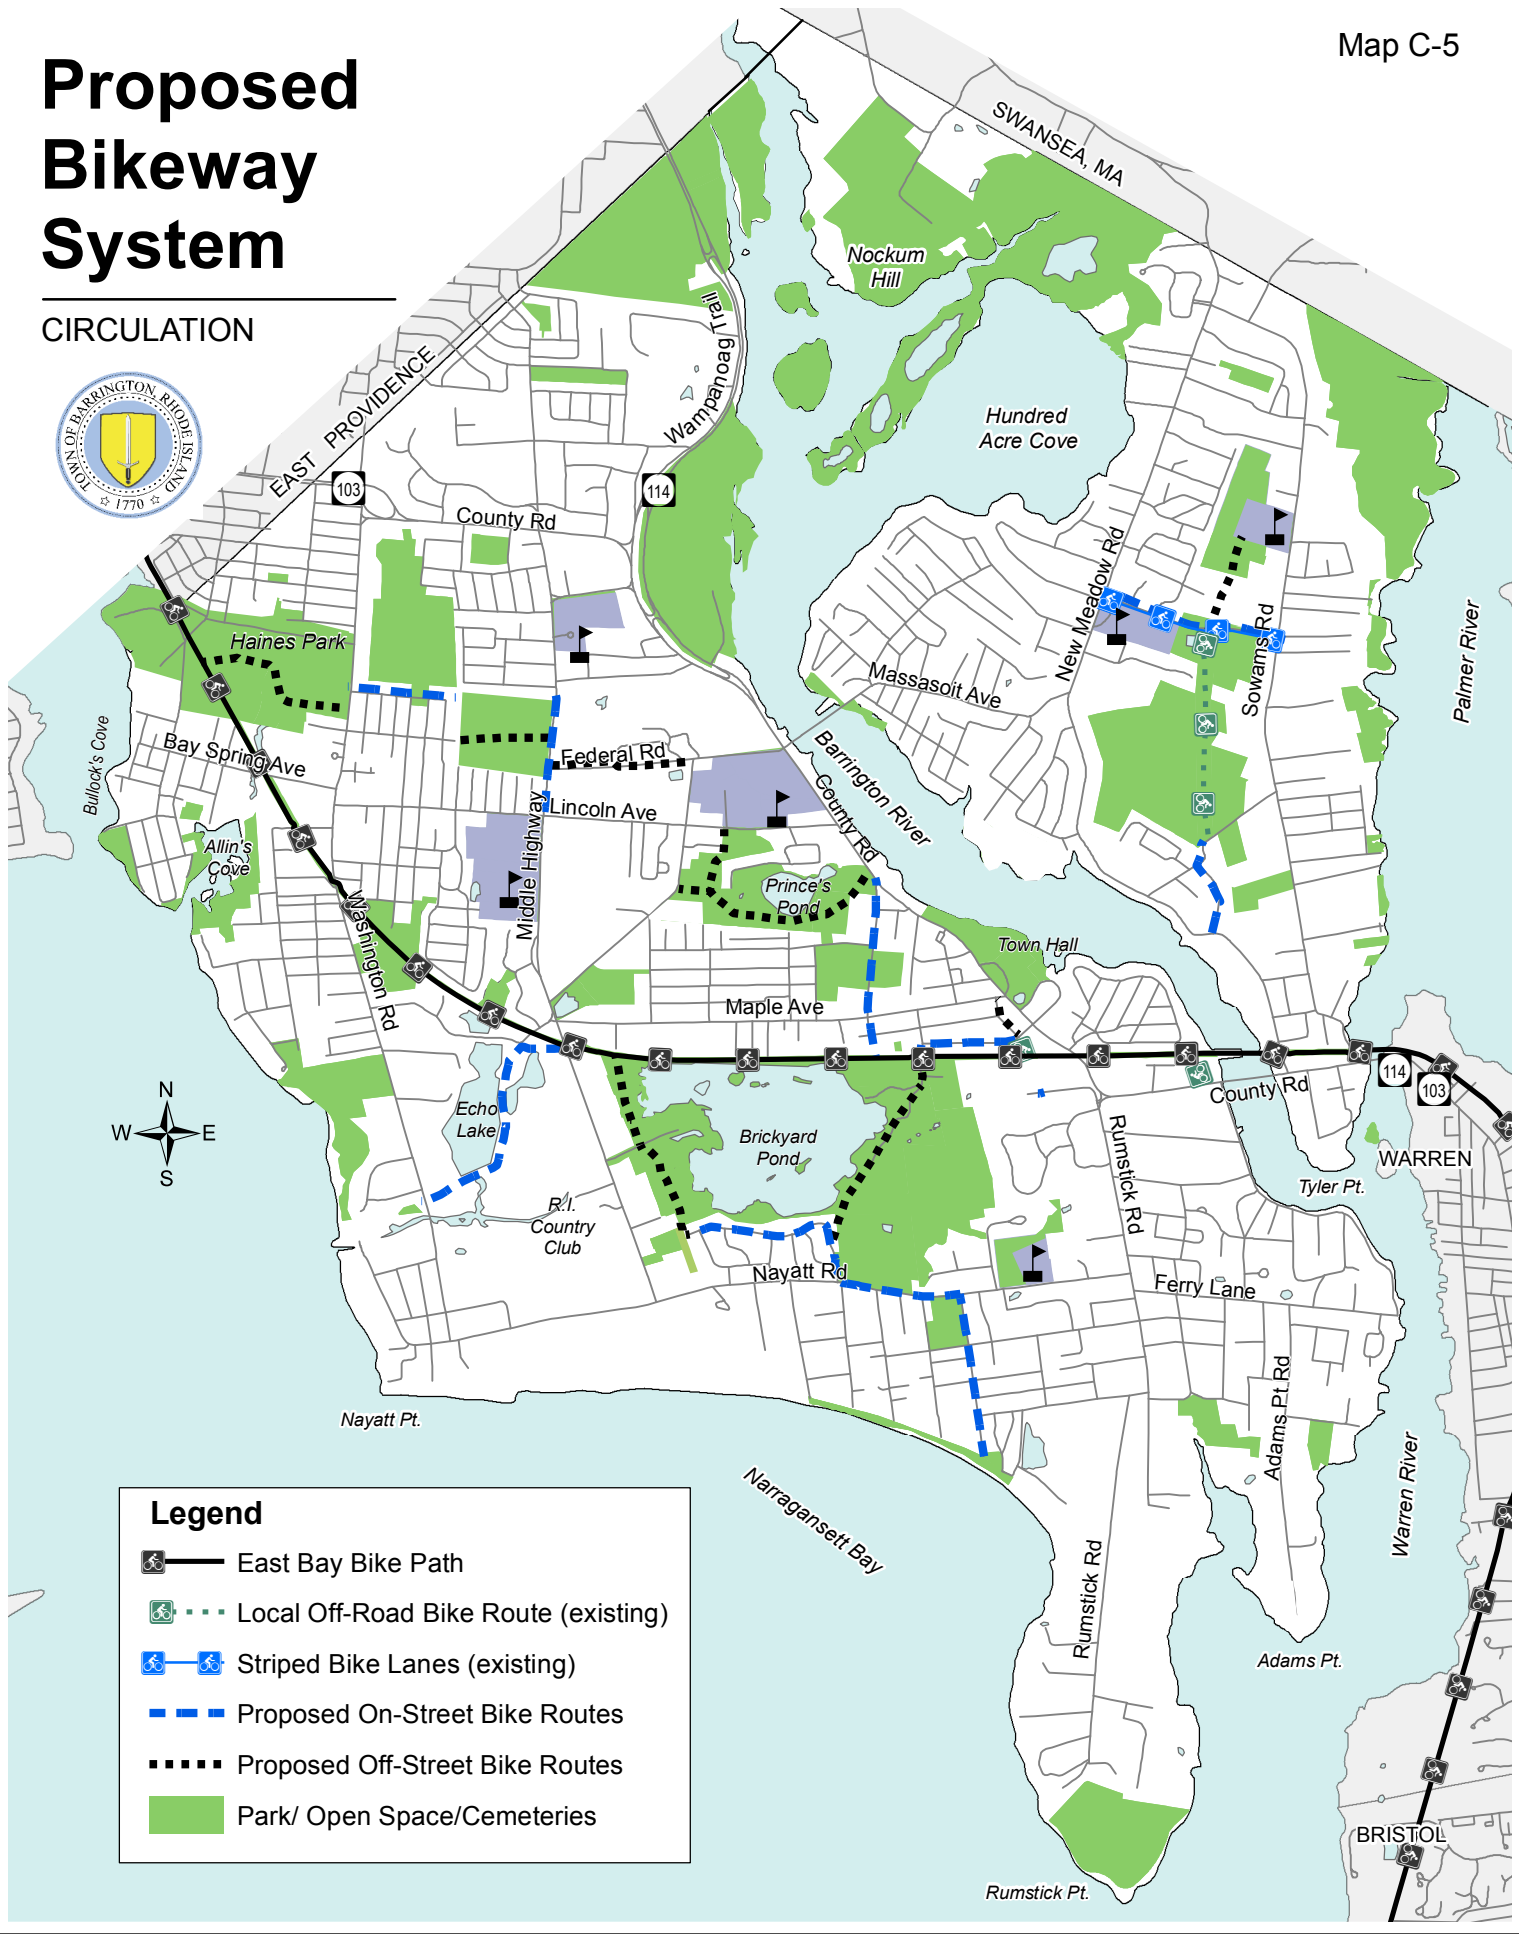 Map C-5
Proposed
Bikeway
System
CIRCULATION
TOWN OF BARRINGTON, RHODE ISLAND
1770
SWANSEA, MA
EAST PROVIDENCE
Nockum
Hill
Wampanoag Trail
Hundred
Acre Cove
103
114
County Rd
New Meadow Rd
Sowams Rd
Palmer River
Haines Park
Massasoit Ave
Bullock's Cove
Bay Spring Ave
Federal Rd
Barrington River
Lincoln Ave
County Rd
Middle Highway
Allin's
Cove
Prince's
Pond
Washington Rd
Town Hall
Maple Ave
114
103
County Rd
N
W
E
S
Echo
Lake
Brickyard
Pond
Rumstick Rd
WARREN
Tyler Pt.
R.I.
Country
Club
Nayatt Rd
Ferry Lane
Adams Pt Rd
Nayatt Pt.
Narragansett Bay
Warren River
Rumstick Rd
Adams Pt.
BRISTOL
Rumstick Pt.
Legend
East Bay Bike Path
Local Off-Road Bike Route (existing)
Striped Bike Lanes (existing)
Proposed On-Street Bike Routes
Proposed Off-Street Bike Routes
Park/ Open Space/Cemeteries